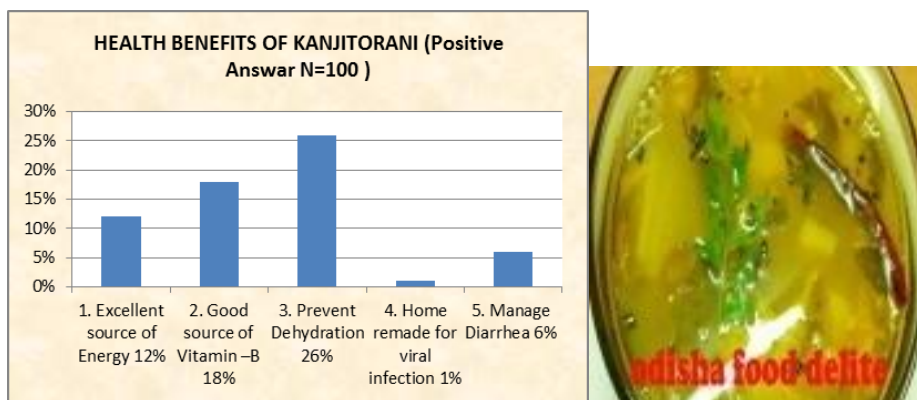 HEALTH BENEFITS OF KANJITORANI (Positive
Answar N=100 )
30%
25%
20%
15%
10%
5%
0%
1. Excellent
source of
Energy 12%
2. Good
source of
Vitamin –B
18%
3. Prevent
Dehydration
26%
4. Home
remade for
viral
infection 1%
5. Manage
Diarrhea 6%
odisha food delite